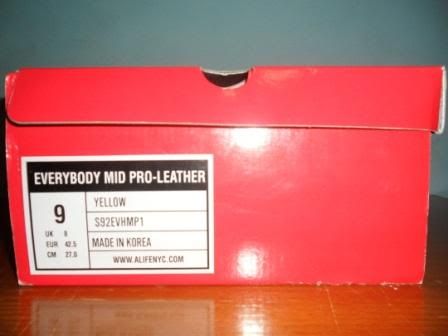 EVERYBODY MID PRO-LEATHER
9
UK 8
EUR 42.5
CM 27.0
YELLOW
S92EVHMP1
MADE IN KOREA
WWW.ALIFENYC.COM